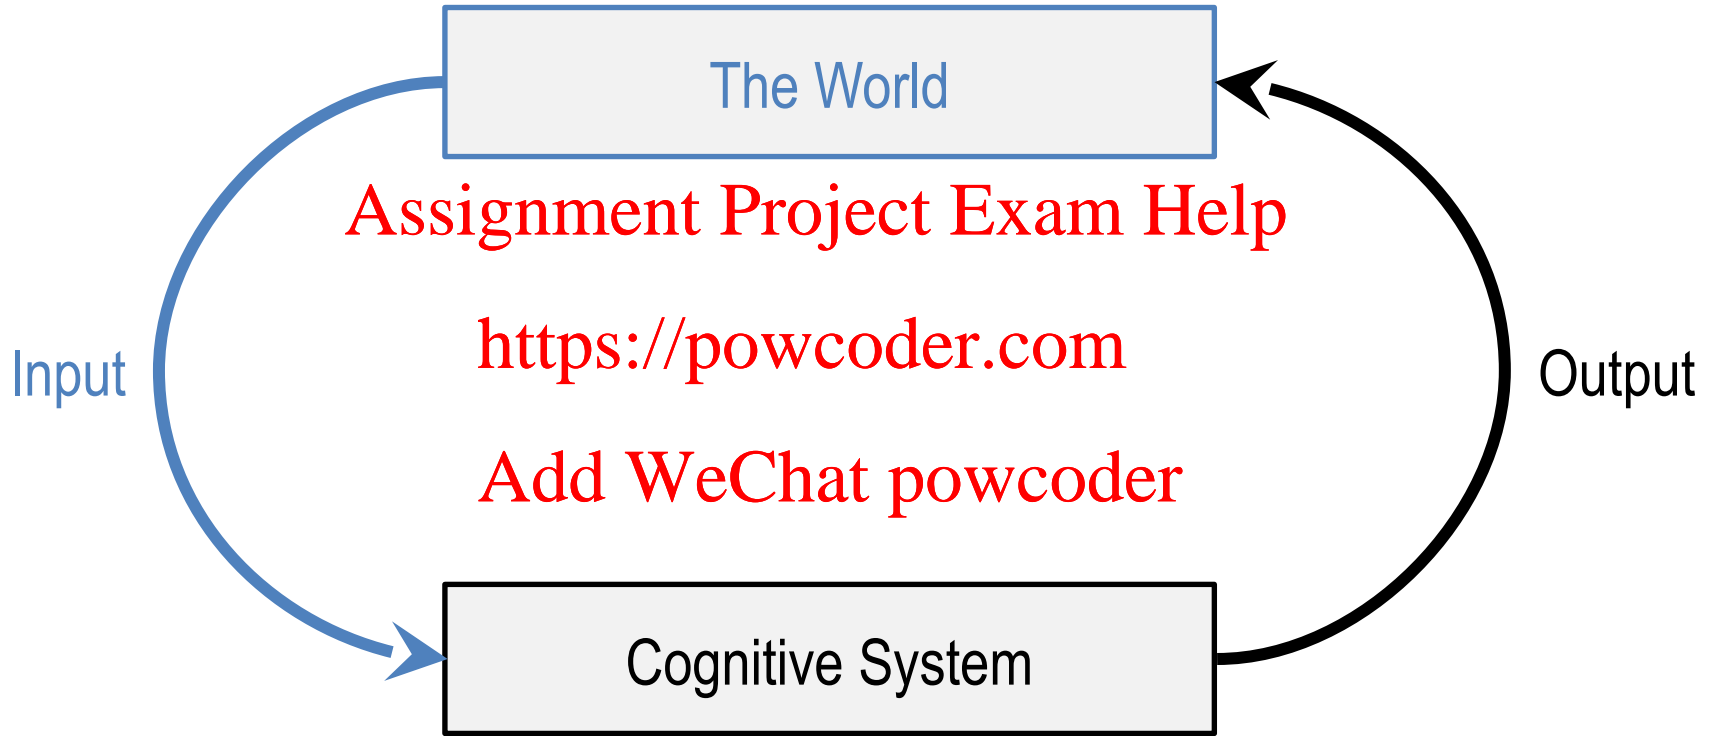 The World
Assignment Project Exam Help
https://powcoder.com
Input
Output
Add WeChat powcoder
Cognitive System